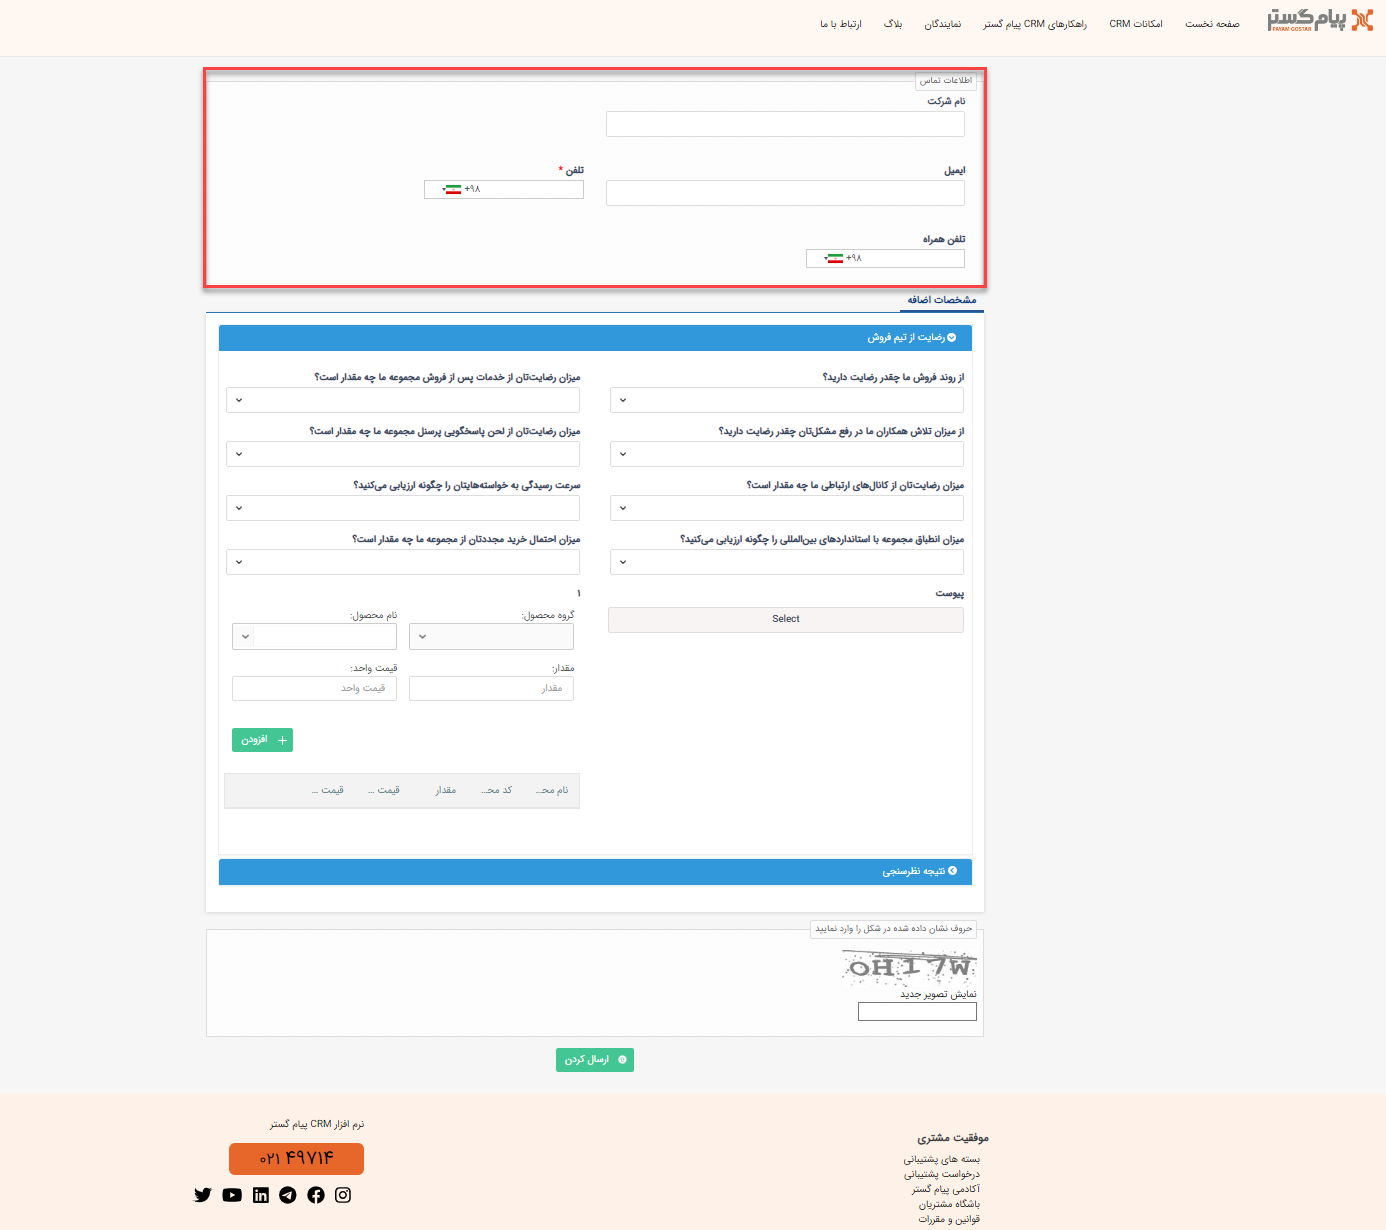 پیام گستر
PAYAM GOSTAR
صفحه نخست
امکانات CRM
راهکارهای CRM پیام گستر
نمایندگان
بلاگ
ارتباط با ما
اطلاعات تماس
نام شرکت
ایمیل
تلفن *
+۹۸
تلفن همراه
+۹۸
مشخصات اضافه
رضایت از تیم فروش
از روند فروش ما چقدر رضایت دارید؟
میزان رضایت‌تان از خدمات پس از فروش مجموعه ما چه مقدار است؟
از میزان تلاش همکاران ما در رفع مشکل‌تان چقدر رضایت دارید؟
میزان رضایت‌تان از لحن پاسخگویی پرسنل مجموعه ما چه مقدار است؟
میزان رضایت‌تان از کانال‌های ارتباطی ما چه مقدار است؟
سرعت رسیدگی به خواسته‌هایتان را چگونه ارزیابی می‌کنید؟
میزان انطباق مجموعه با استانداردهای بین‌المللی را چگونه ارزیابی می‌کنید؟
میزان احتمال خرید مجددتان از مجموعه ما چه مقدار است؟
پیوست
Select
۱
گروه محصول:
نام محصول:
مقدار:
قیمت واحد:
مقدار
قیمت واحد
افزودن
نام محـ...
کد محـ...
مقدار
قیمت ...
قیمت ...
نتیجه نظرسنجی
حروف نشان داده شده در شکل را وارد نمایید
OH17W
نمایش تصویر جدید
ارسال کردن
موفقیت مشتری
بسته های پشتیبانی
درخواست پشتیبانی
آکادمی پیام گستر
باشگاه مشتریان
قوانین و مقررات
نرم افزار CRM پیام گستر
۰۲۱ ۴۹۷۱۴